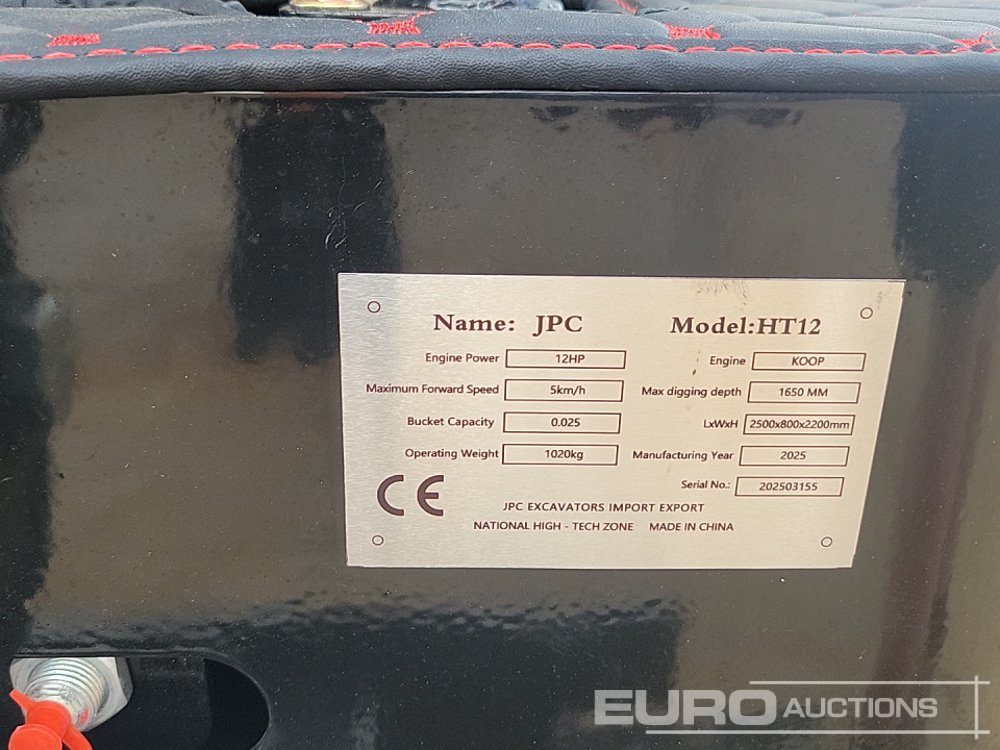 Name: JPC Model:HT12
Engine Power 12HP Engine KOOP
Maximum Forward Speed 5km/h Max digging depth 1650 MM
Bucket Capacity 0.025 LxWxH 2500x800x2200mm
Operating Weight 1020kg Manufacturing Year 2025
Serial No.: 202503155
CE
JPC EXCAVATORS IMPORT EXPORT
NATIONAL HIGH - TECH ZONE MADE IN CHINA
EURO AUCTIONS